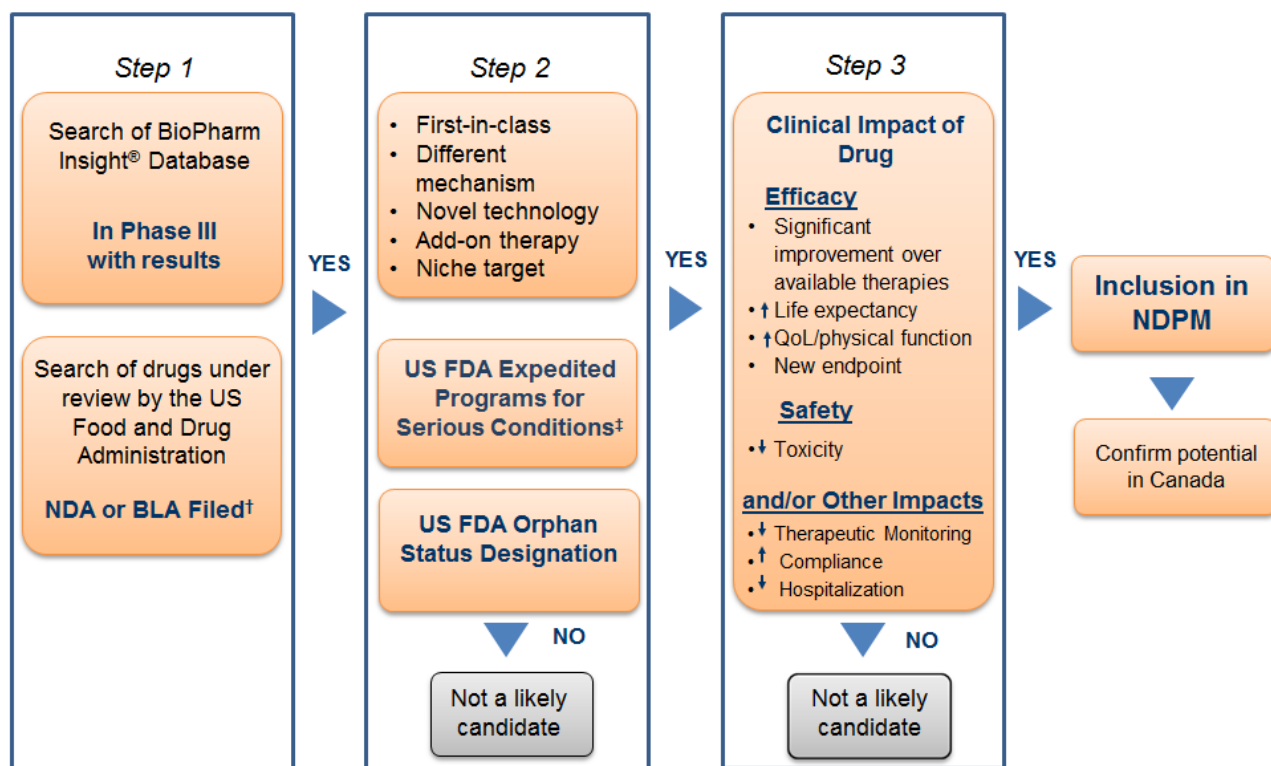 Step 1
Search of BioPharm
Insight® Database
In Phase III
with results
Search of drugs under
review by the US
Food and Drug
Administration
NDA or BLA Filed†
YES
Step 2
• First-in-class
• Different
mechanism
• Novel technology
• Add-on therapy
• Niche target
US FDA Expedited
Programs for
Serious Conditions‡
US FDA Orphan
Status Designation
NO
Not a likely
candidate
YES
Step 3
Clinical Impact of
Drug
Efficacy
• Significant
improvement over
available therapies
• ↑ Life expectancy
• ↑ QoL/physical function
• New endpoint
Safety
• ↓ Toxicity
and/or Other Impacts
• ↓ Therapeutic Monitoring
• ↑ Compliance
• ↓ Hospitalization
NO
Not a likely
candidate
YES
Inclusion in
NDPM
Confirm potential
in Canada